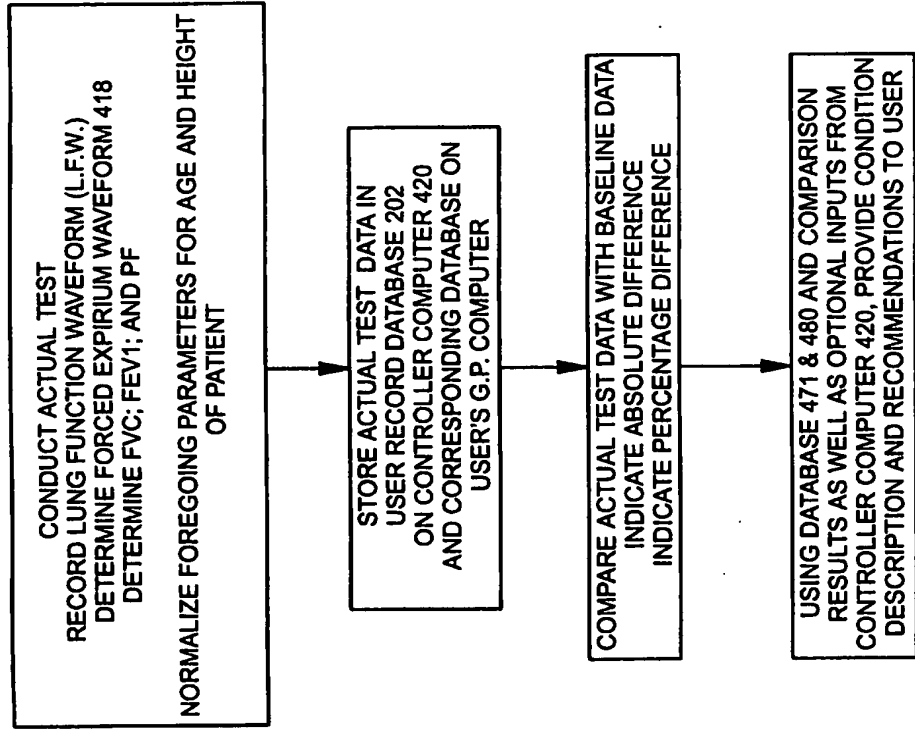 CONDUCT ACTUAL TEST
RECORD LUNG FUNCTION WAVEFORM (L.F.W.)
DETERMINE FORCED EXPIRIUM WAVEFORM 418
DETERMINE FVC; FEV1; AND PF
NORMALIZE FOREGOING PARAMETERS FOR AGE AND HEIGHT
OF PATIENT
STORE ACTUAL TEST DATA IN
USER RECORD DATABASE 202
ON CONTROLLER COMPUTER 420
AND CORRESPONDING DATABASE ON
USER'S G.P. COMPUTER
COMPARE ACTUAL TEST DATA WITH BASELINE DATA
INDICATE ABSOLUTE DIFFERENCE
INDICATE PERCENTAGE DIFFERENCE
USING DATABASE 471 & 480 AND COMPARISON
RESULTS AS WELL AS OPTIONAL INPUTS FROM
CONTROLLER COMPUTER 420, PROVIDE CONDITION
DESCRIPTION AND RECOMMENDATIONS TO USER